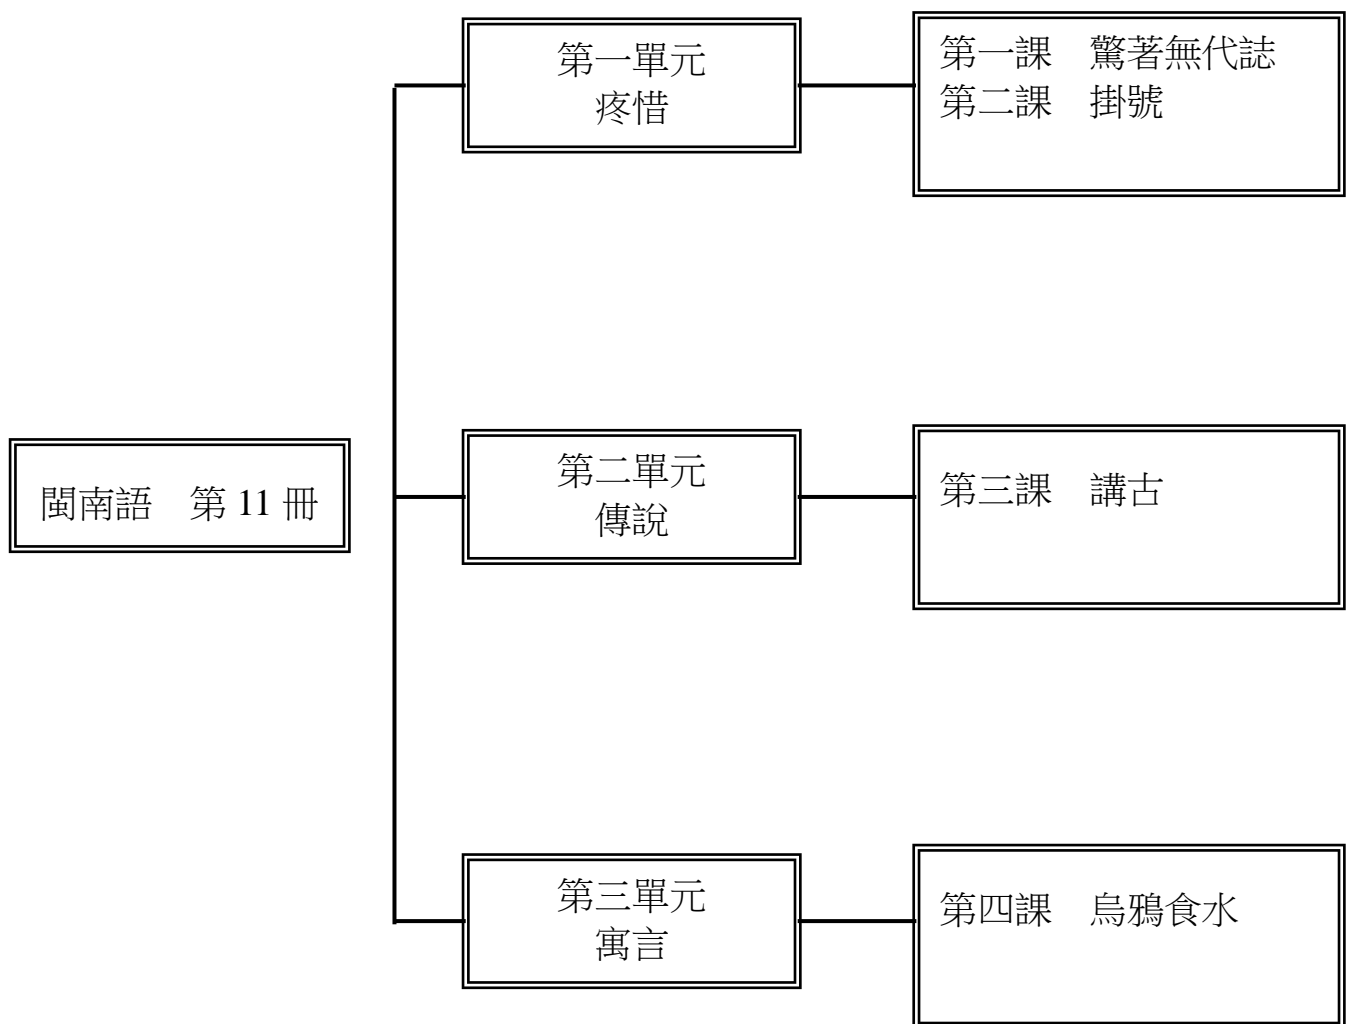 閩南語　第 11 冊
第一單元
疼惜
第一課　驚著無代誌
第二課　掛號
第二單元
傳說
第三課　講古
第三單元
寓言
第四課　烏鴉食水